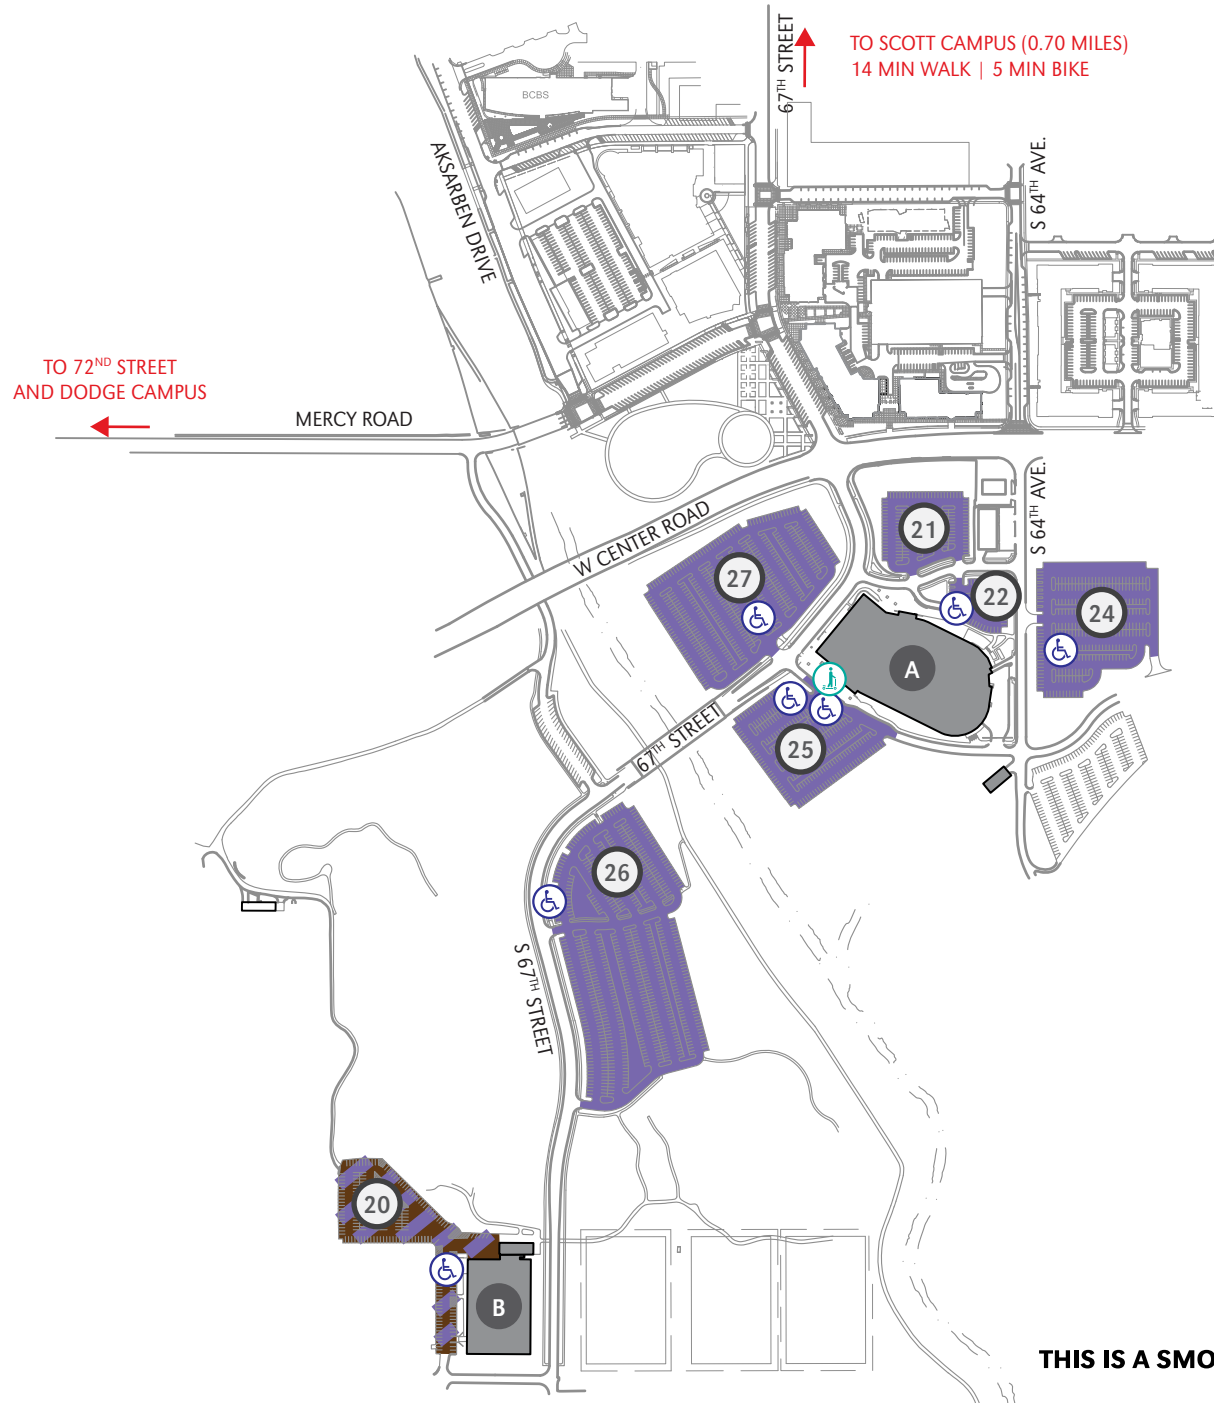 67TH STREET
TO SCOTT CAMPUS (0.70 MILES)
14 MIN WALK | 5 MIN BIKE
BCBS
AKSARBEN DRIVE
S 64TH AVE.
TO 72ND STREET
AND DODGE CAMPUS
MERCY ROAD
W CENTER ROAD
S 64TH AVE.
21
27
22
24
A
67TH STREET
25
26
S 67TH STREET
20
B
THIS IS A SMO